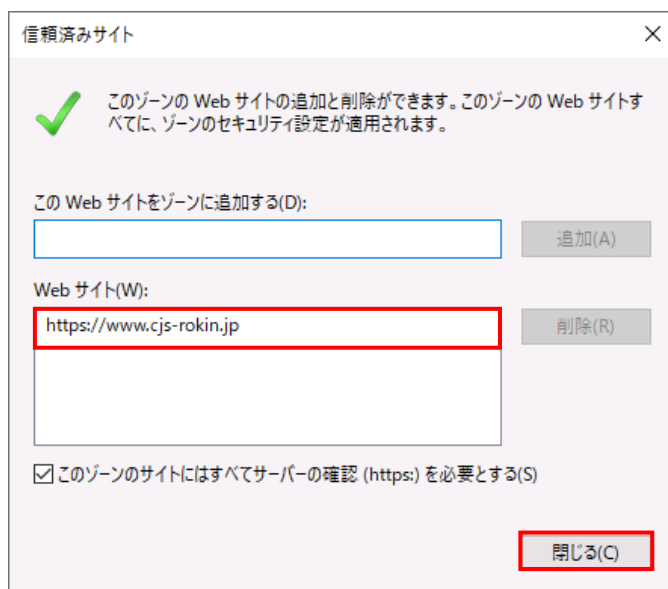 信頼済みサイト
このゾーンの Web サイトの追加と削除ができます。このゾーンの Web サイトす
べてに、ゾーンのセキュリティ設定が適用されます。
この Web サイトをゾーンに追加する(D):
追加(A)
Web サイト(W):
https://www.cjs-rokin.jp
削除(R)
このゾーンのサイトにはすべてサーバーの確認 (https:) を必要とする(S)
閉じる(C)